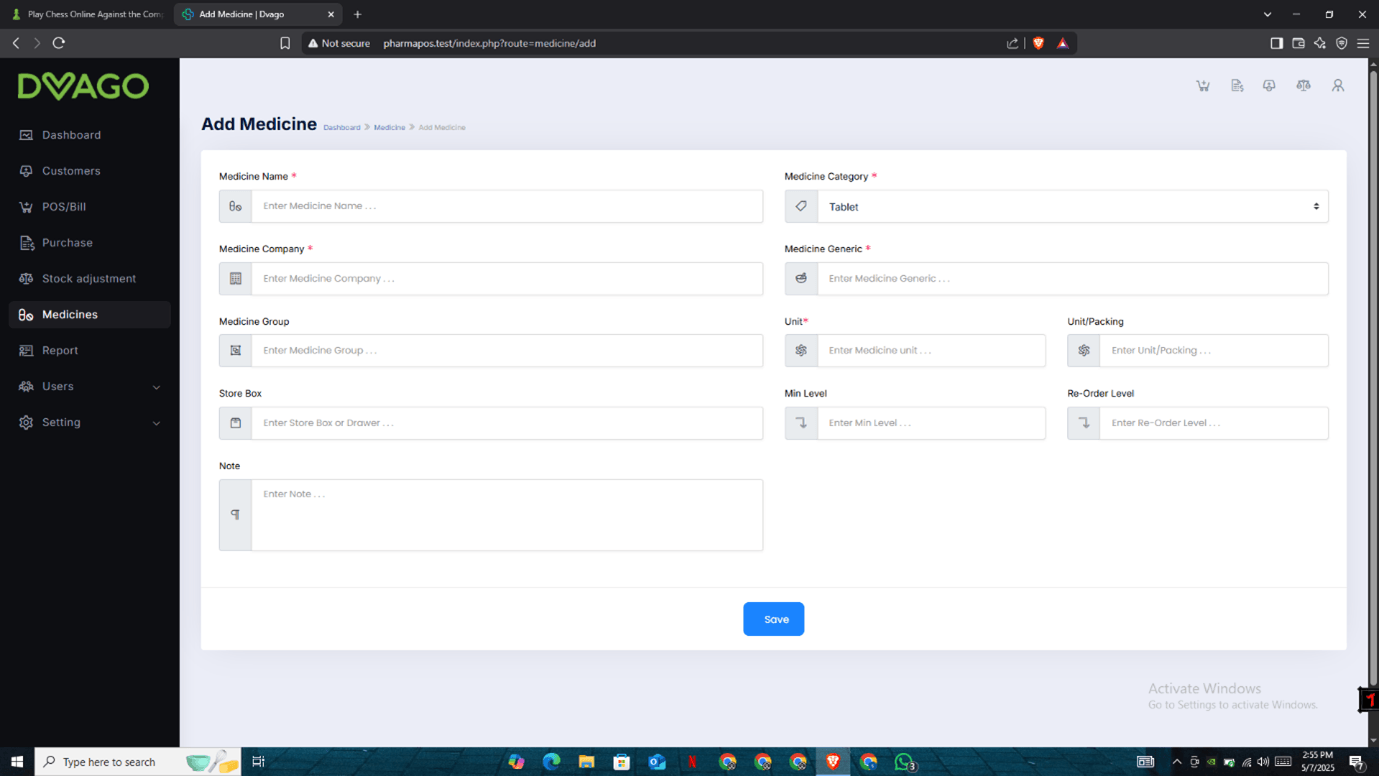 Play Chess Online Against the Comp
Add Medicine | Dvago
Not secure
pharmapos.test/index.php?route=medicine/add
DVAGO
Dashboard
Customers
POS/Bill
Purchase
Stock adjustment
Medicines
Report
Users
Setting
Add Medicine Dashboard Medicine Add Medicine
Medicine Name *
Enter Medicine Name . . .
Medicine Category *
Tablet
Medicine Company *
Enter Medicine Company . . .
Medicine Generic *
Enter Medicine Generic . . .
Medicine Group
Enter Medicine Group . . .
Unit*
Enter Medicine unit . . .
Unit/Packing
Enter Unit/Packing . . .
Store Box
Enter Store Box or Drawer . . .
Min Level
Enter Min Level . . .
Re-Order Level
Enter Re-Order Level . . .
Note
Enter Note . . .
Save
Activate Windows
Go to Settings to activate Windows.
Type here to search
3
2:55 PM
5/7/2025
7